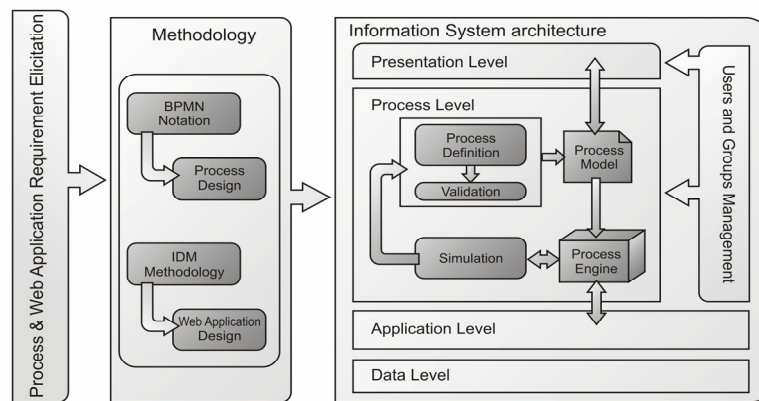 Process & Web Application Requirement Elicitation
Methodology
BPMN
Notation
Process
Design
IDM
Methodology
Web Application
Design
Information System architecture
Presentation Level
Process Level
Process
Definition
Validation
Process
Model
Simulation
Process
Engine
Application Level
Data Level
Users and Groups Management